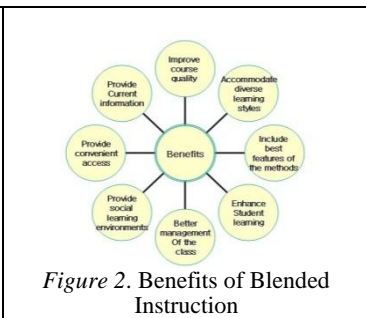 Improve
course
quality
Accommodate
diverse
learning
styles
Include
best
features of
the methods
Enhance
Student
learning
Better
management
Of the
class
Provide
social
learning
environments
Provide
convenient
access
Provide
Current
information
Benefits
Figure 2. Benefits of Blended
Instruction